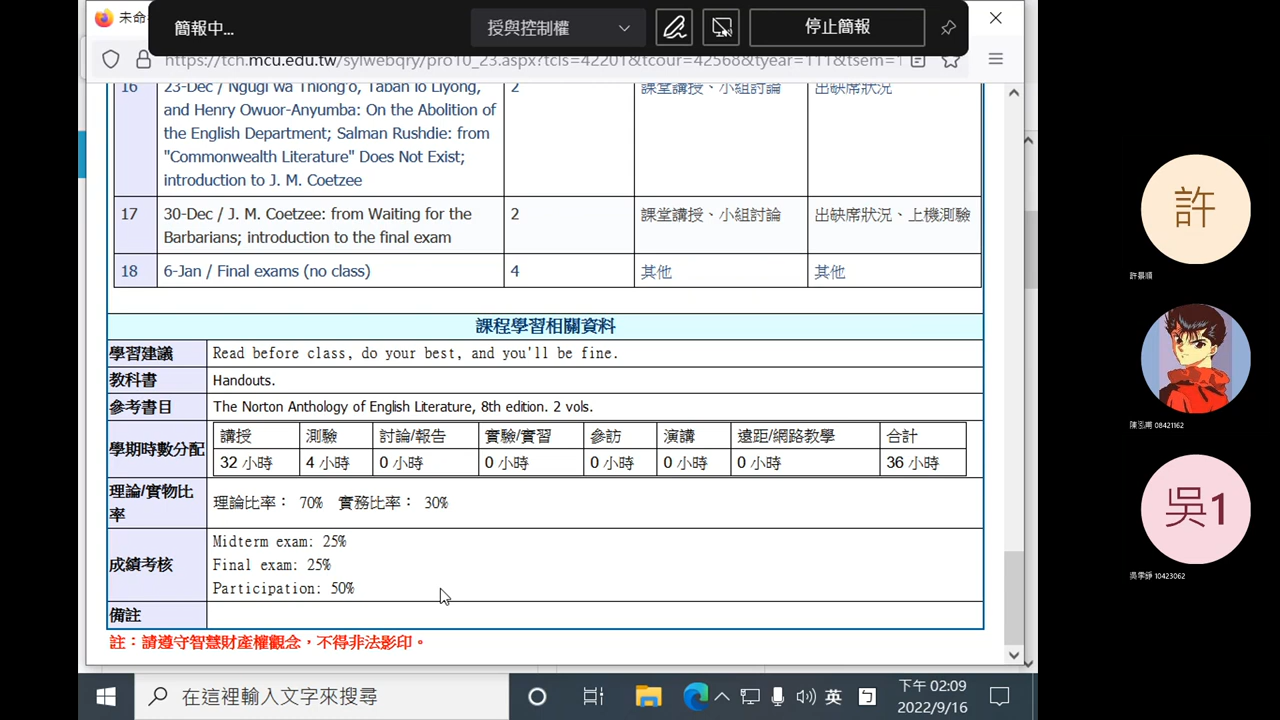 未命
簡報中...
授與控制權
停止簡報
https://tch.mcu.edu.tw/sylwebqry/pro10_23.aspx?tcls=42201&tcour=42568&tyear=111&tsem=1
16
23-Dec / Ngugi wa Thiong'o, Taban lo Liyong,
and Henry Owuor-Anyumba: On the Abolition of
the English Department; Salman Rushdie: from
"Commonwealth Literature" Does Not Exist;
introduction to J. M. Coetzee
2
課堂講授、小組討論
出缺席狀況
17
30-Dec / J. M. Coetzee: from Waiting for the
Barbarians; introduction to the final exam
2
課堂講授、小組討論
出缺席狀況、上機測驗
18
6-Jan / Final exams (no class)
4
其他
其他
課程學習相關資料
學習建議
Read before class, do your best, and you'll be fine.
教科書
Handouts.
參考書目
The Norton Anthology of English Literature, 8th edition. 2 vols.
學期時數分配
講授 測驗 討論/報告 實驗/實習 參訪 演講 遠距/網路教學 合計
32 小時 4 小時 0 小時 0 小時 0 小時 0 小時 0 小時 36 小時
理論/實物比
率
理論比率： 70% 實務比率： 30%
成績考核
Midterm exam: 25%
Final exam: 25%
Participation: 50%
備註
註：請遵守智慧財產權觀念，不得非法影印。
在這裡輸入文字來搜尋
英
下午 02:09
2022/9/16
許
許景順
08421162
吳1
10423062